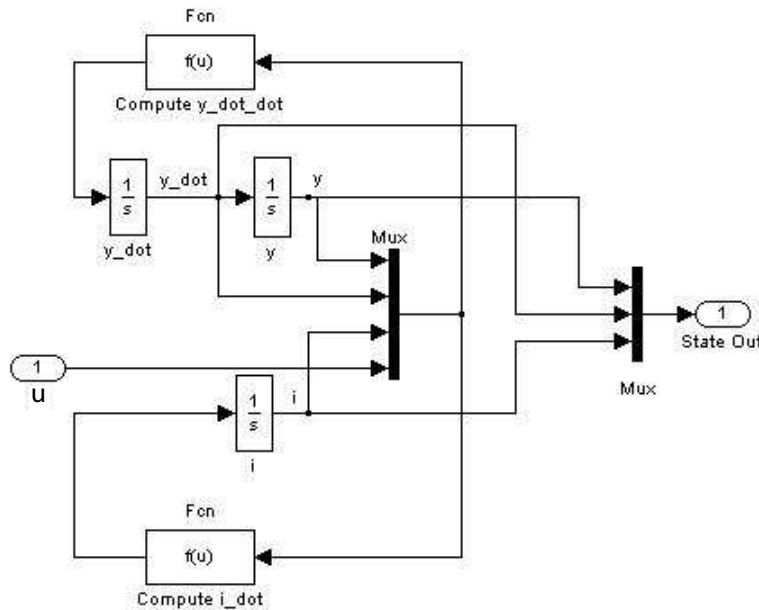 Fcn
f(u)
Compute y_dot_dot
1
s
y_dot
y_dot
1
s
y
y
Mux
1
u
1
s
i
i
Mux
1
State Out
Fcn
f(u)
Compute i_dot